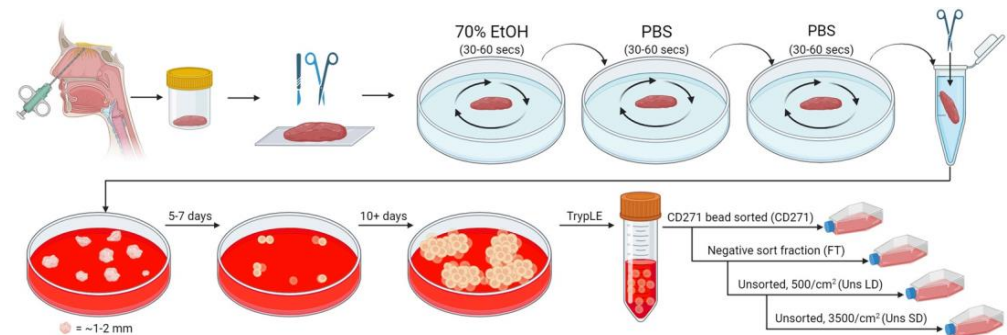 70% EtOH
(30-60 secs)
PBS
(30-60 secs)
PBS
(30-60 secs)
5-7 days
10+ days
TrypLE
CD271 bead sorted (CD271)
Negative sort fraction (FT)
Unsorted, 500/cm² (Uns LD)
Unsorted, 3500/cm² (Uns SD)
= ~1-2 mm